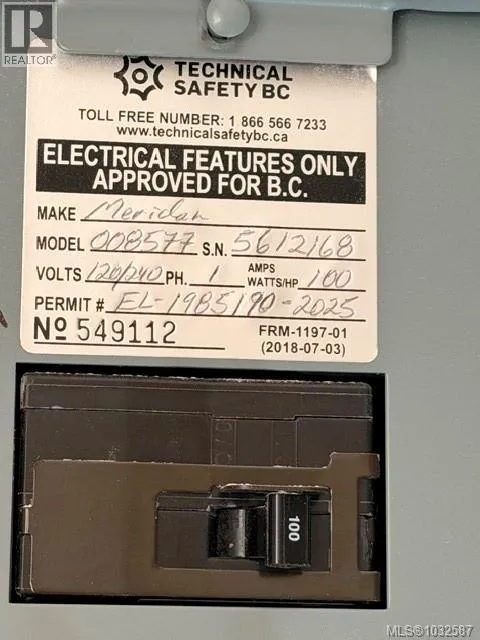 REALTOR®
TECHNICAL
SAFETY BC
TOLL FREE NUMBER: 1 866 566 7233
www.technicalsafetybc.ca
ELECTRICAL FEATURES ONLY
APPROVED FOR B.C.
MAKE Meridan
MODEL 008577 S.N. 5612168
VOLTS 120/240 PH. 1 AMPS WATTS/HP 100
PERMIT # EL-1985190-2025
No 549112 FRM-1197-01
(2018-07-03)
100
MLS® 1032587